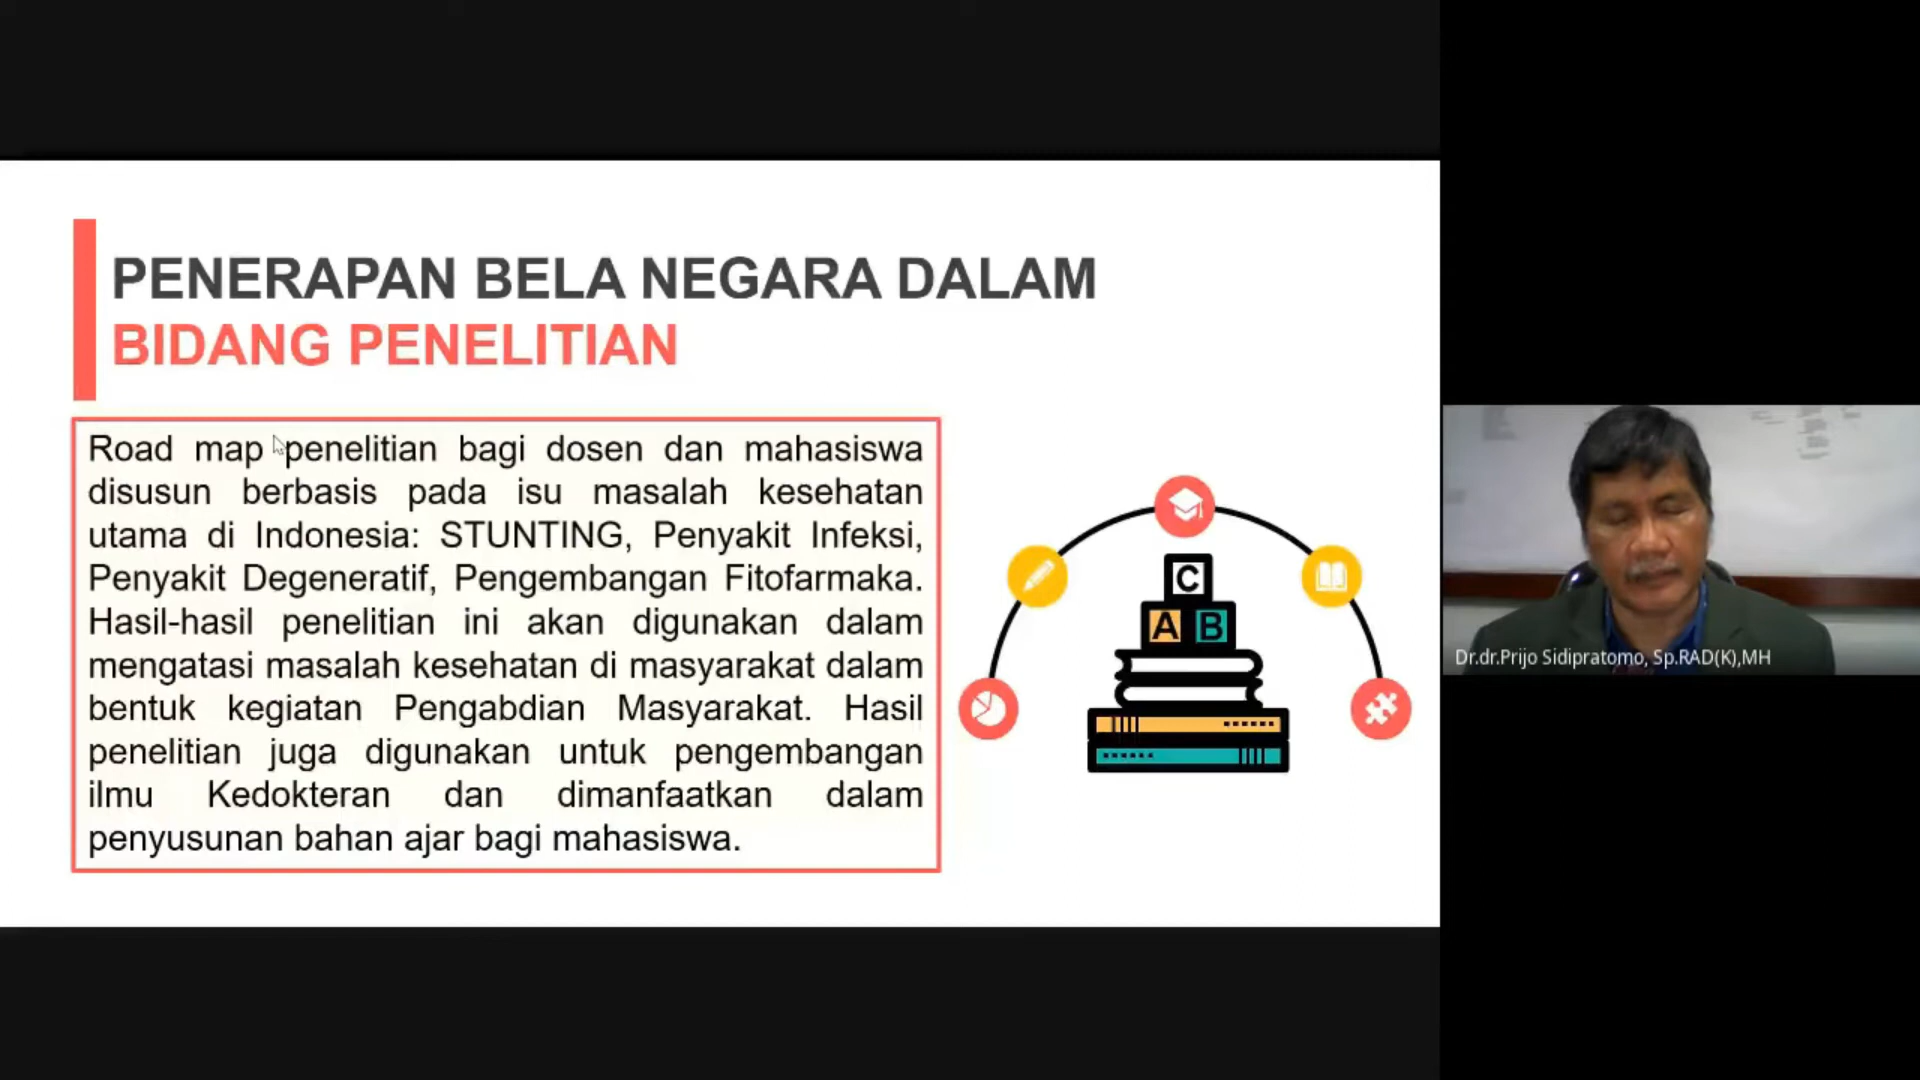 PENERAPAN BELA NEGARA DALAM
BIDANG PENELITIAN
Road map penelitian bagi dosen dan mahasiswa
disusun berbasis pada isu masalah kesehatan
utama di Indonesia: STUNTING, Penyakit Infeksi,
Penyakit Degeneratif, Pengembangan Fitofarmaka.
Hasil-hasil penelitian ini akan digunakan dalam
mengatasi masalah kesehatan di masyarakat dalam
bentuk kegiatan Pengabdian Masyarakat. Hasil
penelitian juga digunakan untuk pengembangan
ilmu Kedokteran dan dimanfaatkan dalam
penyusunan bahan ajar bagi mahasiswa.
C
A B
Dr.dr.Prijo Sidipratomo, Sp.RAD(K),MH